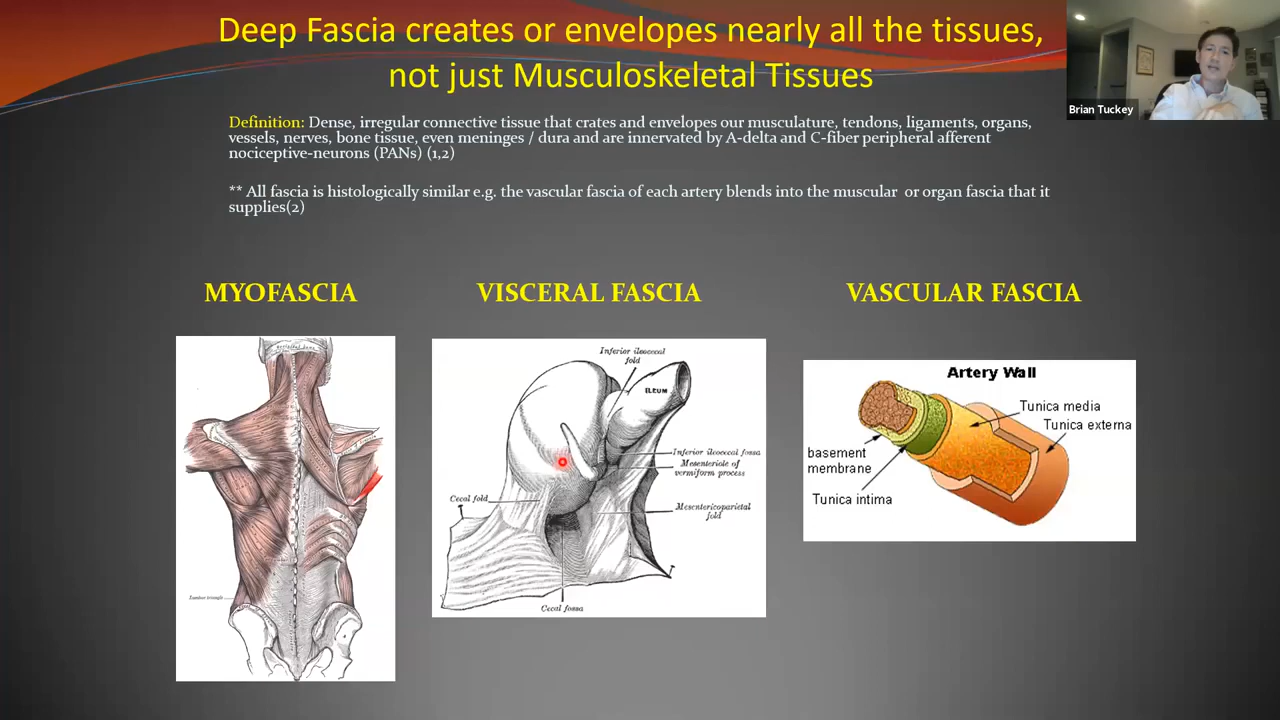 Deep Fascia creates or envelopes nearly all the tissues,
not just Musculoskeletal Tissues
Brian Tuckey
Definition: Dense, irregular connective tissue that crates and envelopes our musculature, tendons, ligaments, organs,
vessels, nerves, bone tissue, even meninges / dura and are innervated by A-delta and C-fiber peripheral afferent
nociceptive-neurons (PANs) (1,2)
** All fascia is histologically similar e.g. the vascular fascia of each artery blends into the muscular or organ fascia that it
supplies(2)
MYOFASCIA
VISCERAL FASCIA
VASCULAR FASCIA
Lumbar triangle
Inferior ileocecal
fold
ILEUM
Inferior ileocecal fossa
Mesenteriole of
vermiform process
Cecal fold
Mesentericoparietal
fold
Cecal fossa
Artery Wall
Tunica media
Tunica externa
basement
membrane
Tunica intima